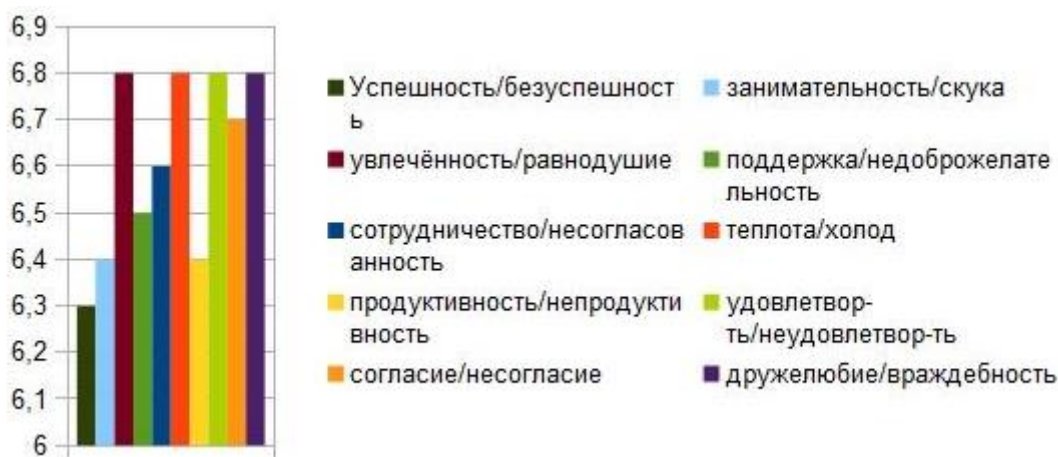 6,9
6,8
6,7
6,6
6,5
6,4
6,3
6,2
6,1
6
Успешность/безуспешност
ь
занимательность/скука
увлечённость/равнодушие
поддержка/недоброжелате
льность
сотрудничество/несогласов
анность
теплота/холод
продуктивность/непродукти
вность
удовлетвор-
ть/неудовлетвор-ть
согласие/несогласие
дружелюбие/враждебность